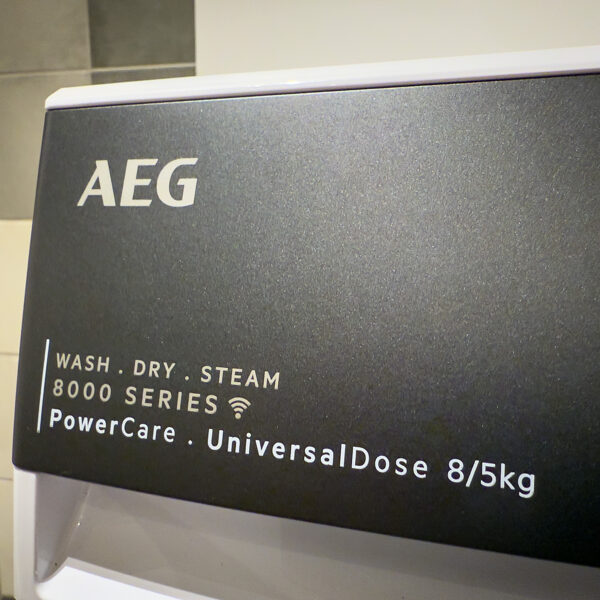 AEG
WASH . DRY . STEAM
8000 SERIES
PowerCare . UniversalDose 8/5kg